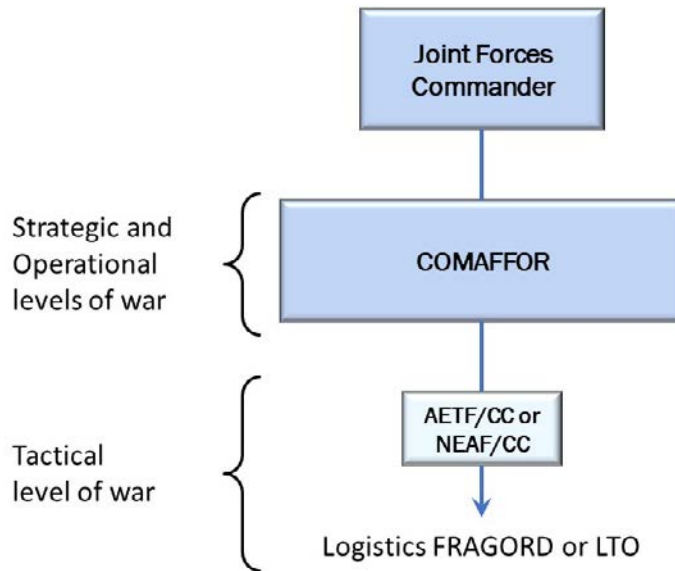 Joint Forces
Commander
Strategic and
Operational
levels of war
COMAFFOR
AETF/CC or
NEAF/CC
Tactical
level of war
Logistics FRAGORD or LTO